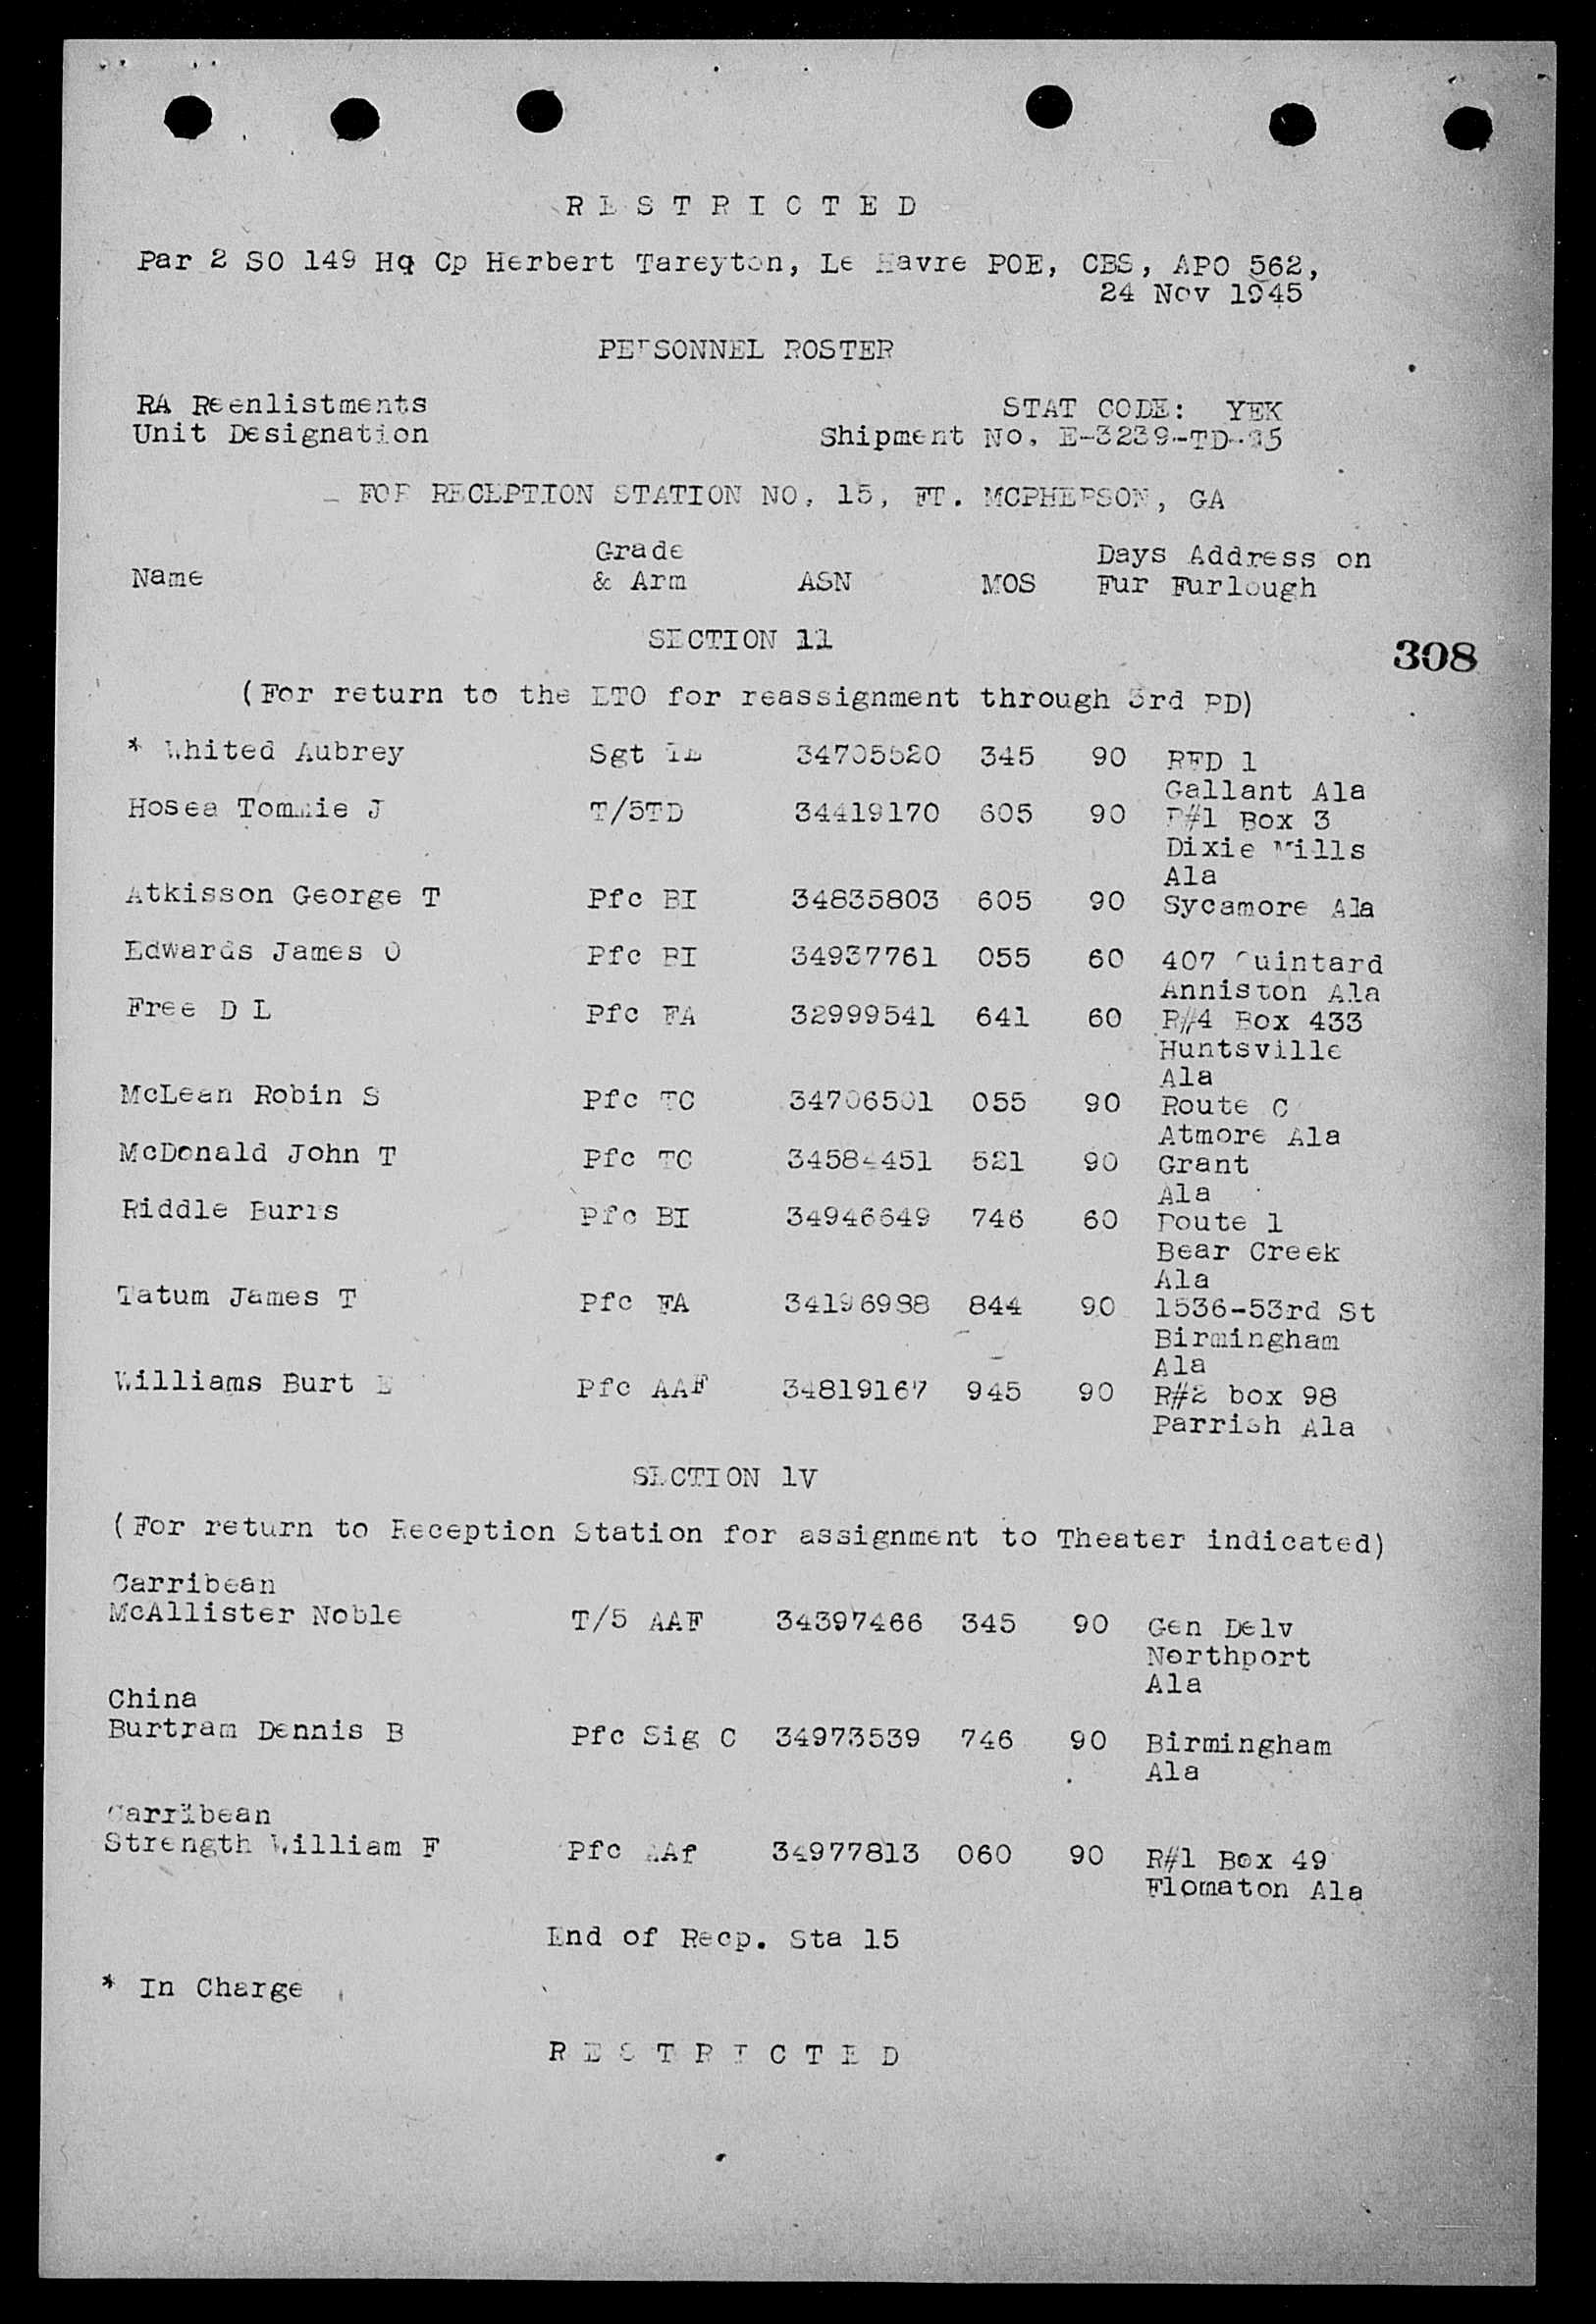 RESTRICTED
Par 2 SO 149 Hq Cp Herbert Tareyton, Le Havre POE, CBS, APO 562,
24 Nov 1945
PERSONNEL ROSTER
RA Reenlistments STAT CODE: YEK
Unit Designation Shipment No. E-3239-TD-
FOR RECEPTION STATION NO. 15, FT. MCPHERSON, GA
Grade Days Address on
Name & Arm ASN MOS Fur Furlough
SECTION 11
308
(For return to the ETO for reassignment through 3rd RD)
* Whited Aubrey Sgt 34705520 345 90 RFD 1
Gallant Ala
Hosea Tommie J T/5TD 34419170 605 90 R#1 Box 3
Dixie Mills
Ala
Atkisson George T Pfc BI 34835803 605 90 Sycamore Ala
Edwards James O Pfc BI 34937761 055 60 407 Quintard
Anniston Ala
Free D L Pfc FA 32999541 641 60 R#4 Box 433
Huntsville
Ala
McLean Robin S Pfc TC 34706501 055 90 Route C
Atmore Ala
McDonald John T Pfc TC 34584451 521 90 Grant
Ala
Riddle Burrs Pfc BI 34946649 746 60 Route 1
Bear Creek
Ala
Tatum James T Pfc FA 34196988 844 90 1536-53rd St
Birmingham
Ala
Williams Burt E Pfc AAF 34819167 945 90 R#2 box 98
Parrish Ala
SECTION 1V
(For return to Reception Station for assignment to Theater indicated)
Carribean
McAllister Noble T/5 AAF 34397466 345 90 Gen Delv
Northport
Ala
China
Burtram Dennis B Pfc Sig C 34973539 746 90 Birmingham
Ala
Carribean
Strength William F Pfc AAf 34977813 060 90 R#1 Box 49
Flomaton Ala
End of Recp. Sta 15
* In Charge
RESTRICTED